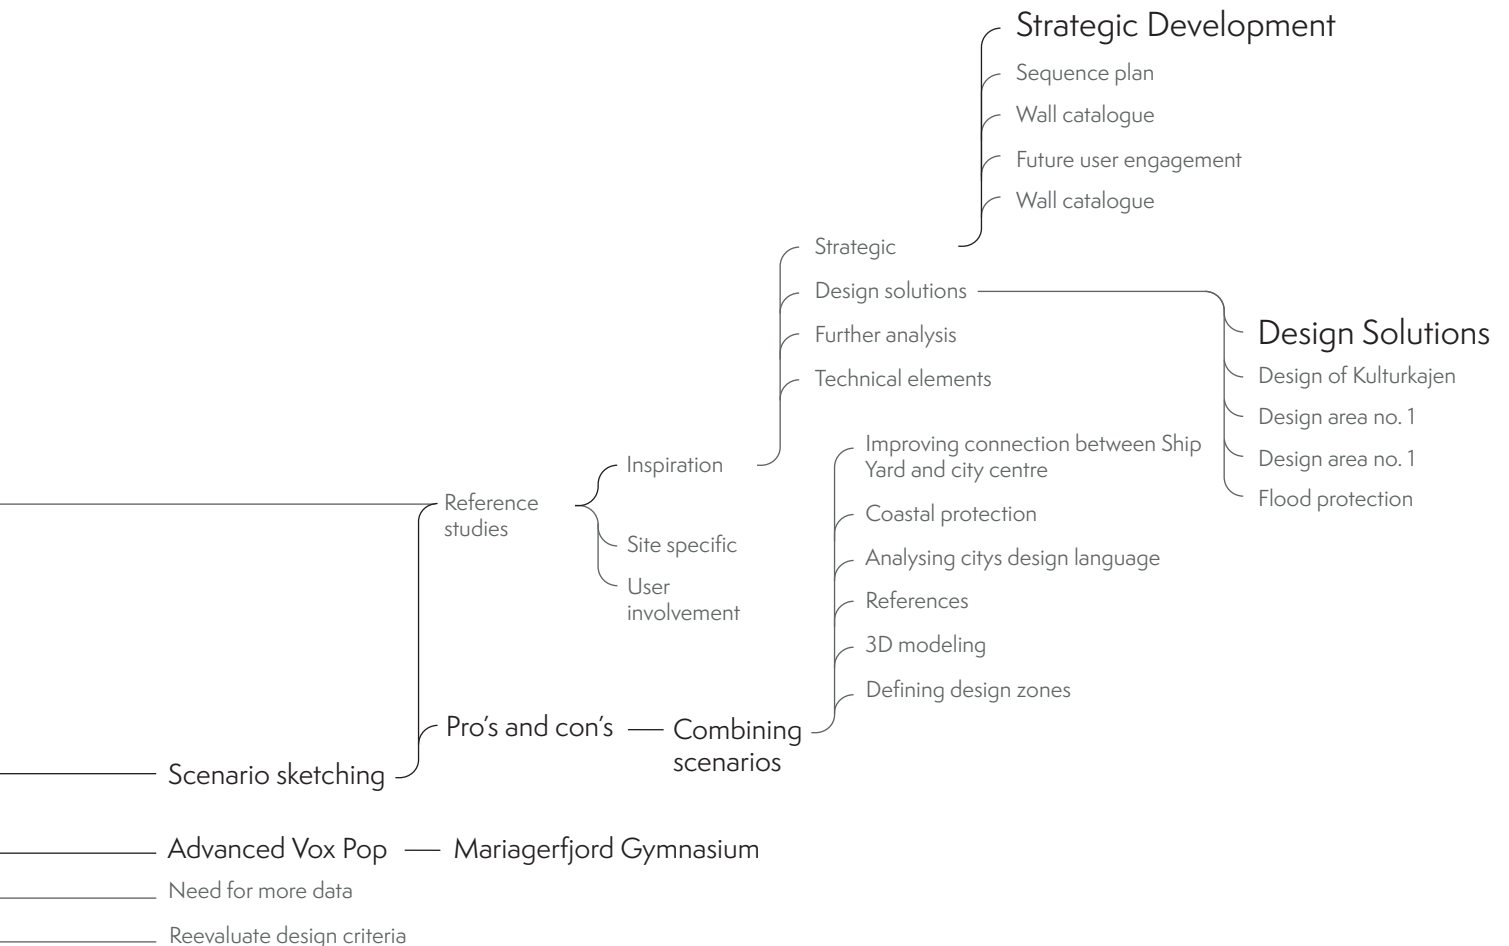 Strategic Development
Sequence plan
Wall catalogue
Future user engagement
Wall catalogue
Strategic
Design solutions
Further analysis
Technical elements
Design Solutions
Design of Kulturkajen
Design area no. 1
Design area no. 1
Flood protection
Improving connection between Ship
Yard and city centre
Coastal protection
Analysing citys design language
References
3D modeling
Defining design zones
Inspiration
Reference
studies
Site specific
User
involvement
Pro's and con's
Combining
scenarios
Scenario sketching
Advanced Vox Pop
Mariagerfjord Gymnasium
Need for more data
Reevaluate design criteria